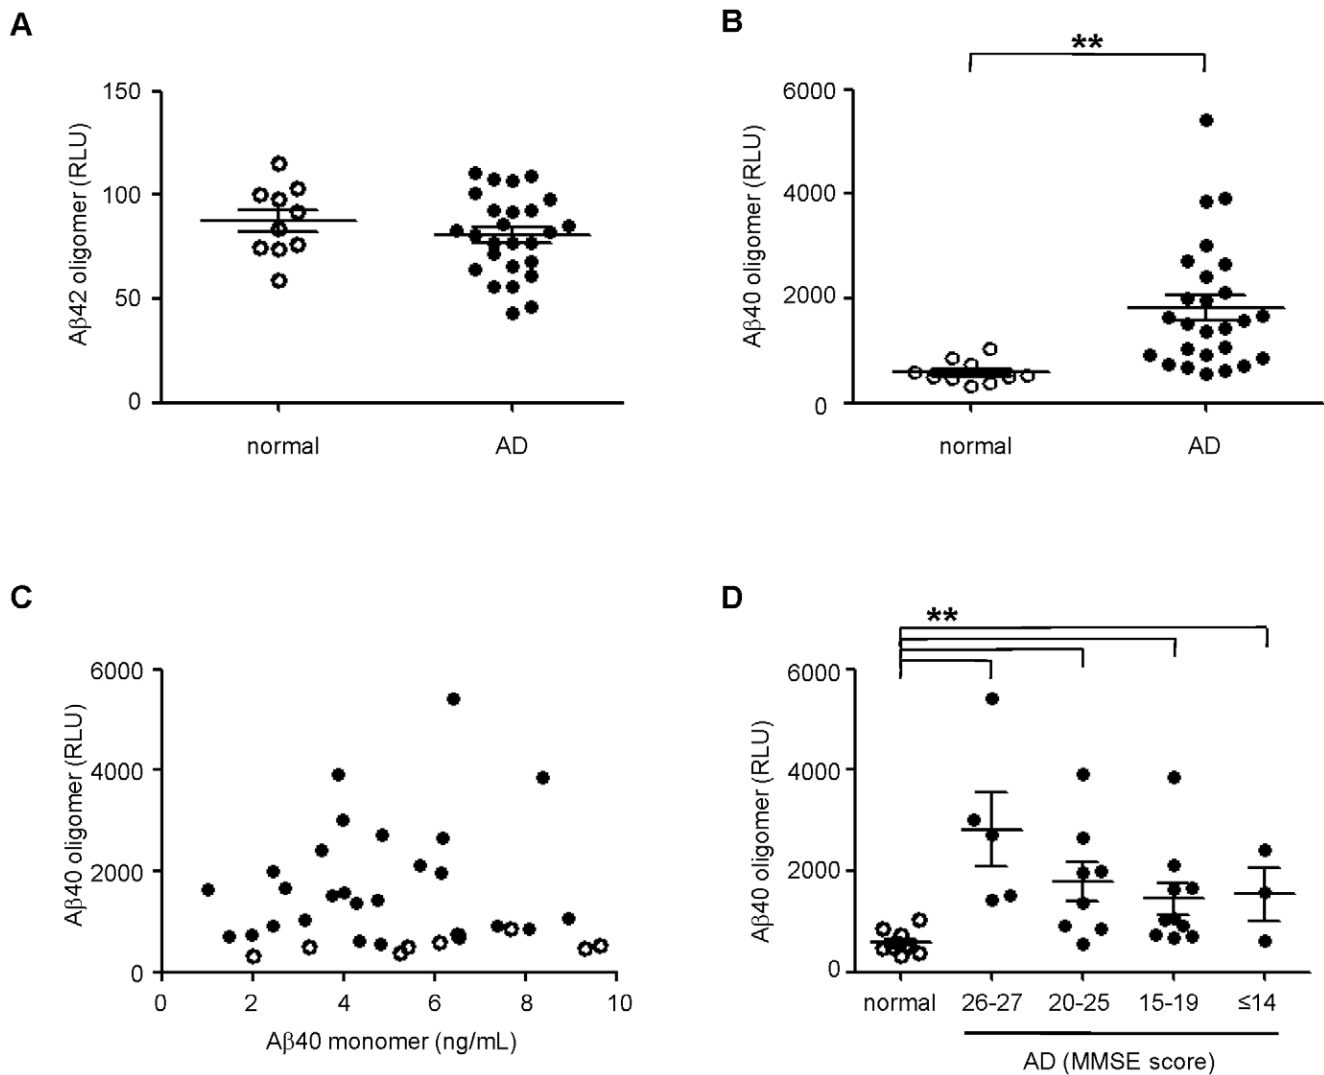 A
Aβ42 oligomer (RLU)
150
100
50
0
normal AD
B
**
Aβ40 oligomer (RLU)
6000
4000
2000
0
normal AD
C
Aβ40 oligomer (RLU)
6000
4000
2000
0
0 2 4 6 8 10
Aβ40 monomer (ng/mL)
D
**
Aβ40 oligomer (RLU)
6000
4000
2000
0
normal 26-27 20-25 15-19 ≤14
AD (MMSE score)